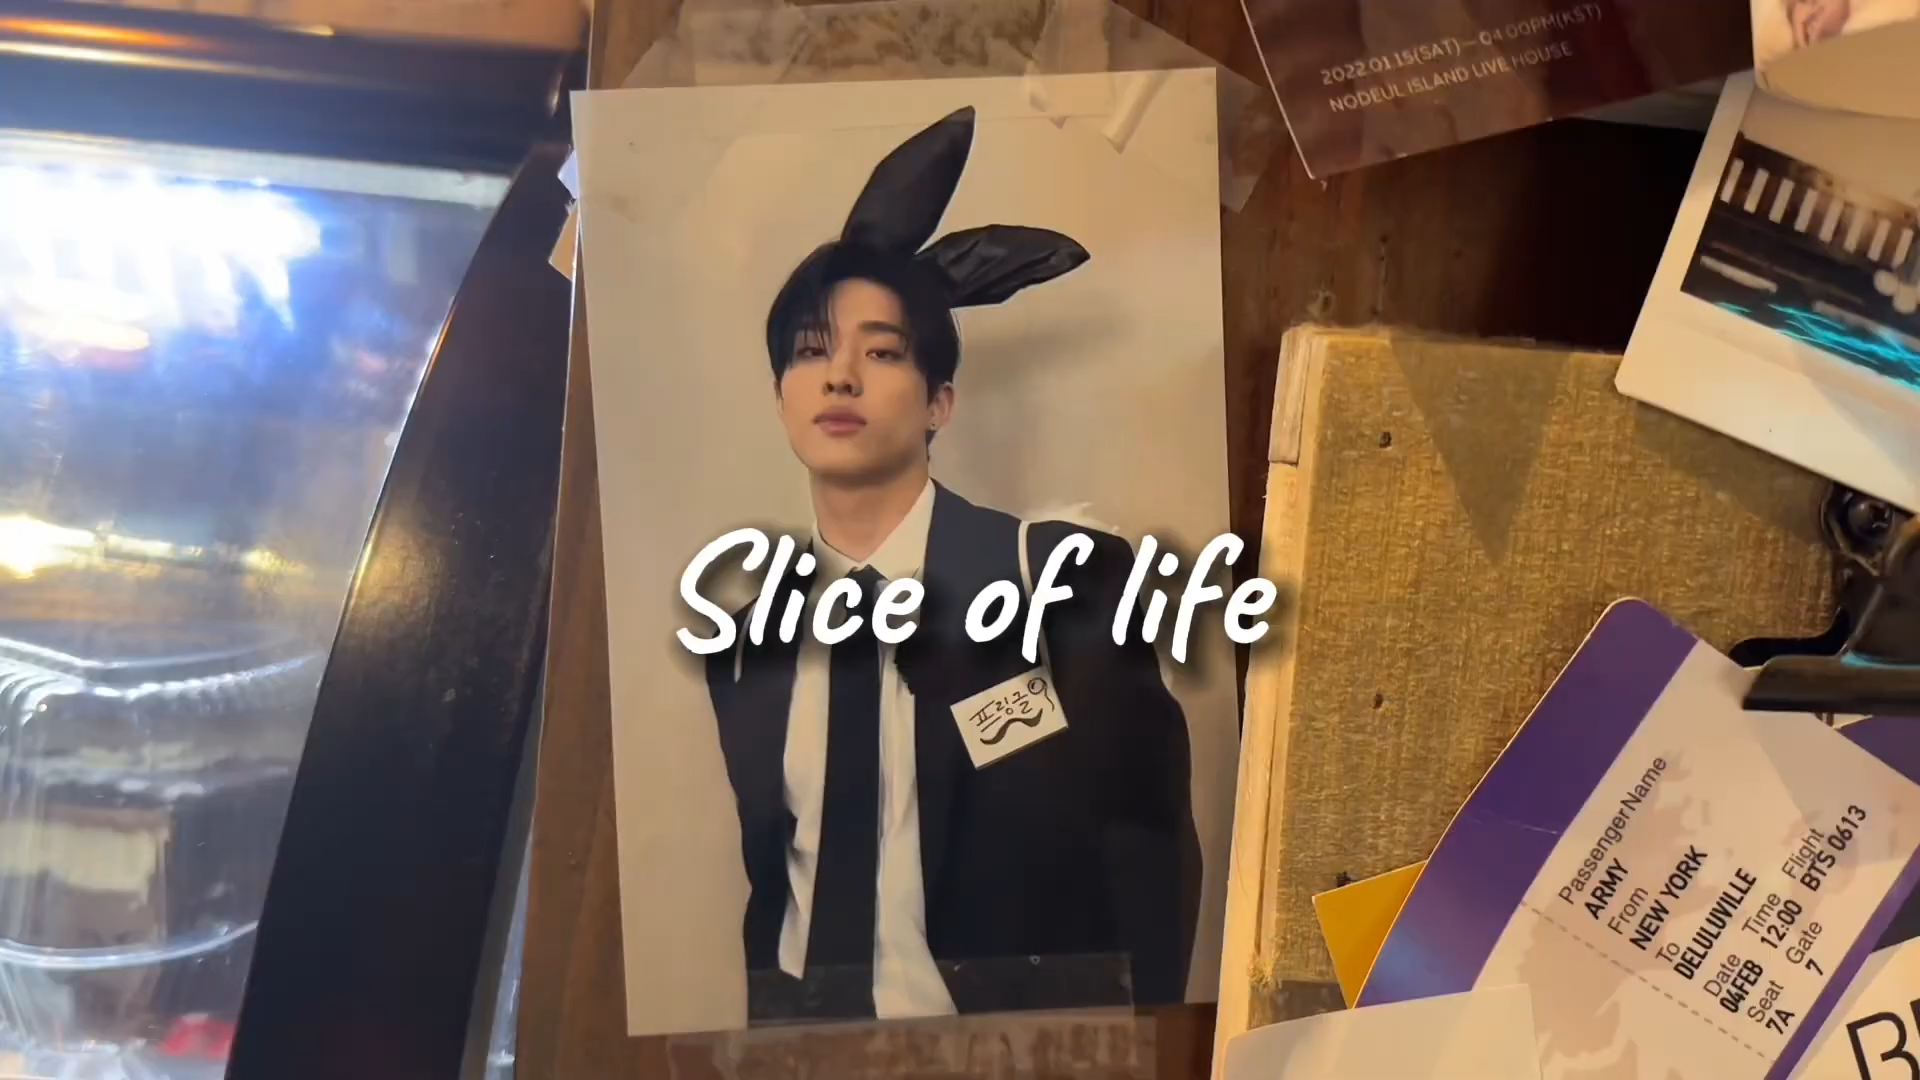 2022.01.15(SAT) – 04:00PM(KST)
NODEUL ISLAND LIVE HOUSE
Slice of life
프링글
Passenger Name
ARMY
From
NEW YORK
To
DELULUVILLE
Date Time Flight
04FEB 12:00 BTS 0613
Seat Gate
7A 7